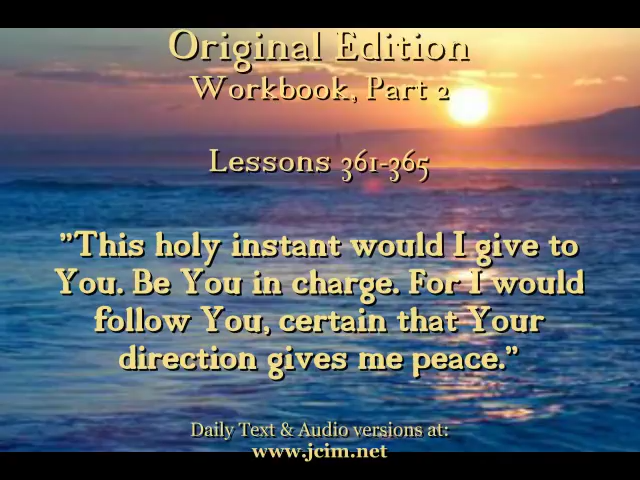 Original Edition
Workbook, Part 2
Lessons 361-365
"This holy instant would I give to
You. Be You in charge. For I would
follow You, certain that Your
direction gives me peace."
Daily Text & Audio versions at:
www.jcim.net